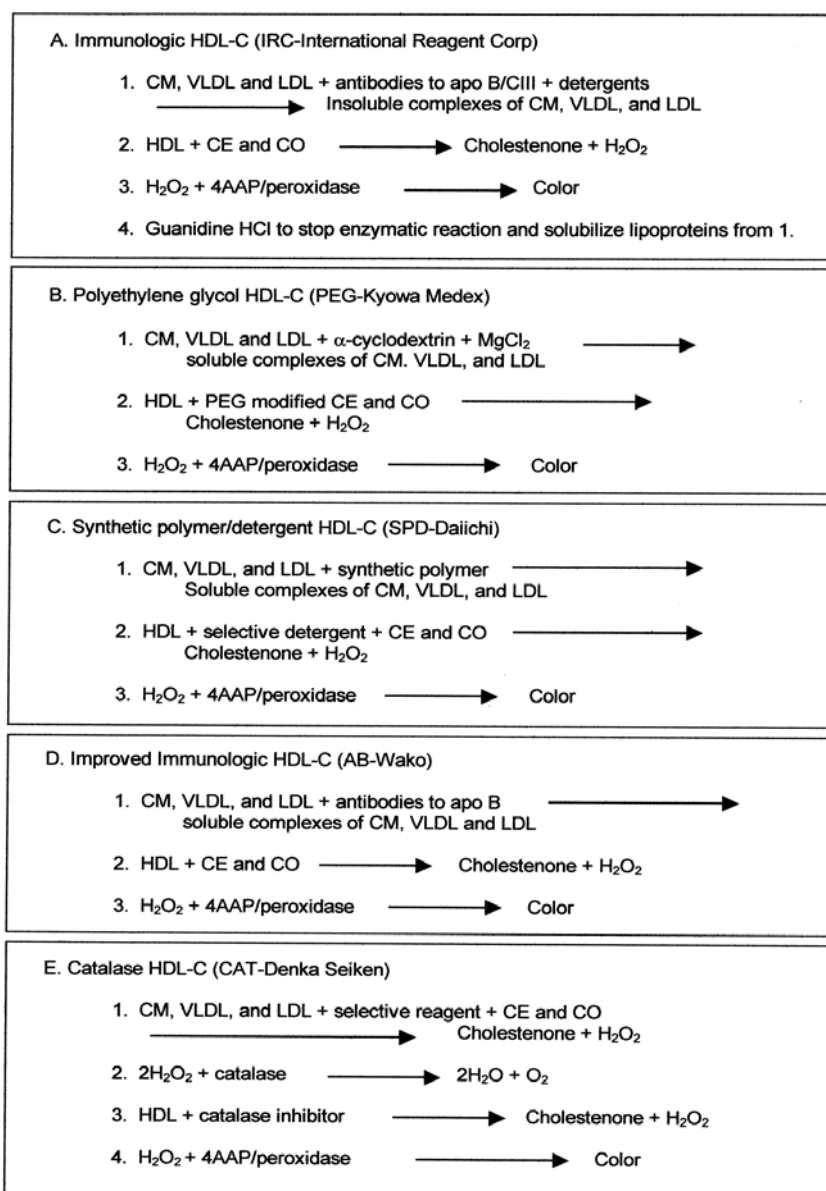 A. Immunologic HDL-C (IRC-International Reagent Corp)
1. CM, VLDL and LDL + antibodies to apo B/CIII + detergents
Insoluble complexes of CM, VLDL, and LDL
2. HDL + CE and CO Cholestenone + H₂O₂
3. H₂O₂ + 4AAP/peroxidase Color
4. Guanidine HCl to stop enzymatic reaction and solubilize lipoproteins from 1.
B. Polyethylene glycol HDL-C (PEG-Kyowa Medex)
1. CM, VLDL and LDL + α-cyclodextrin + MgCl₂
soluble complexes of CM. VLDL, and LDL
2. HDL + PEG modified CE and CO
Cholestenone + H₂O₂
3. H₂O₂ + 4AAP/peroxidase Color
C. Synthetic polymer/detergent HDL-C (SPD-Daiichi)
1. CM, VLDL, and LDL + synthetic polymer
Soluble complexes of CM, VLDL, and LDL
2. HDL + selective detergent + CE and CO
Cholestenone + H₂O₂
3. H₂O₂ + 4AAP/peroxidase Color
D. Improved Immunologic HDL-C (AB-Wako)
1. CM, VLDL, and LDL + antibodies to apo B
soluble complexes of CM, VLDL and LDL
2. HDL + CE and CO Cholestenone + H₂O₂
3. H₂O₂ + 4AAP/peroxidase Color
E. Catalase HDL-C (CAT-Denka Seiken)
1. CM, VLDL, and LDL + selective reagent + CE and CO
Cholestenone + H₂O₂
2. 2H₂O₂ + catalase 2H₂O + O₂
3. HDL + catalase inhibitor Cholestenone + H₂O₂
4. H₂O₂ + 4AAP/peroxidase Color